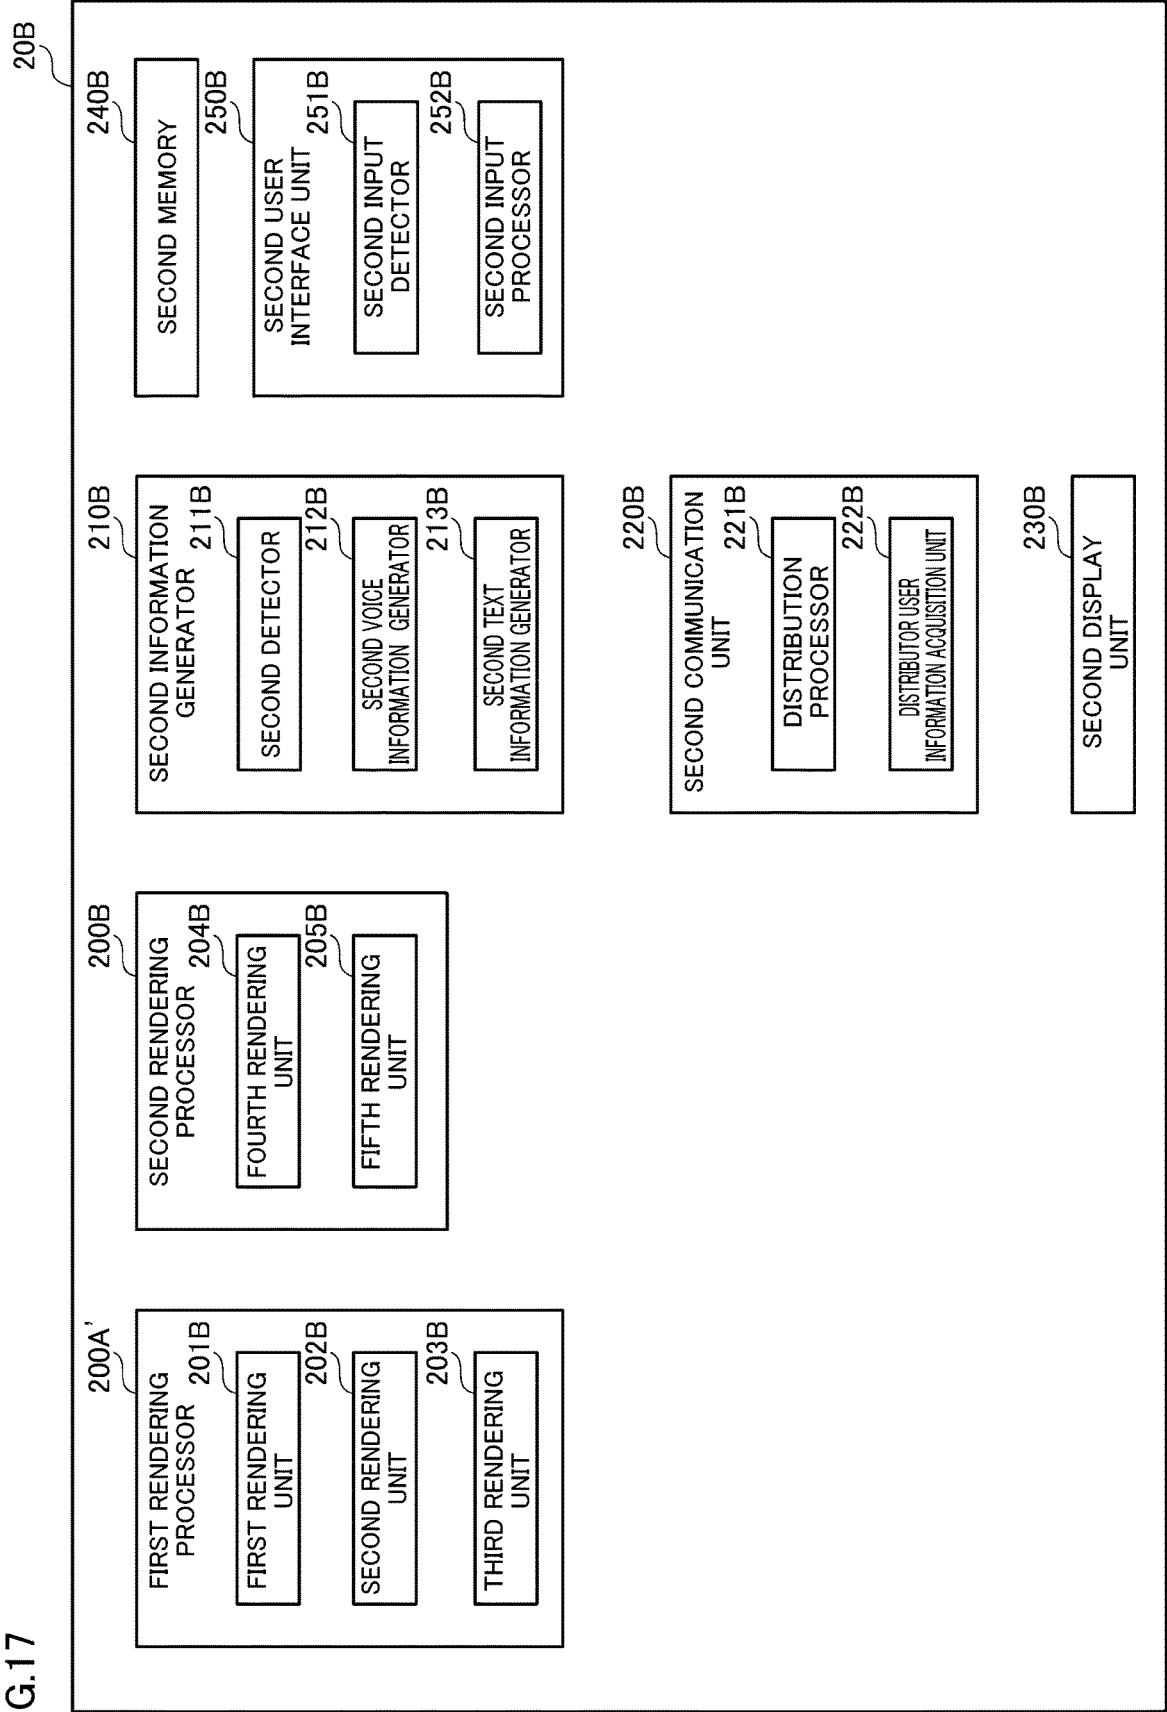 G.17
20B
200A'
FIRST RENDERING
PROCESSOR
201B
FIRST RENDERING
UNIT
202B
SECOND RENDERING
UNIT
203B
THIRD RENDERING
UNIT
200B
SECOND RENDERING
PROCESSOR
204B
FOURTH RENDERING
UNIT
205B
FIFTH RENDERING
UNIT
210B
SECOND INFORMATION
GENERATOR
211B
SECOND DETECTOR
212B
SECOND VOICE
INFORMATION GENERATOR
213B
SECOND TEXT
INFORMATION GENERATOR
220B
SECOND COMMUNICATION
UNIT
221B
DISTRIBUTION
PROCESSOR
222B
DISTRIBUTOR USER
INFORMATION ACQUISITION UNIT
230B
SECOND DISPLAY
UNIT
240B
SECOND MEMORY
250B
SECOND USER
INTERFACE UNIT
251B
SECOND INPUT
DETECTOR
252B
SECOND INPUT
PROCESSOR